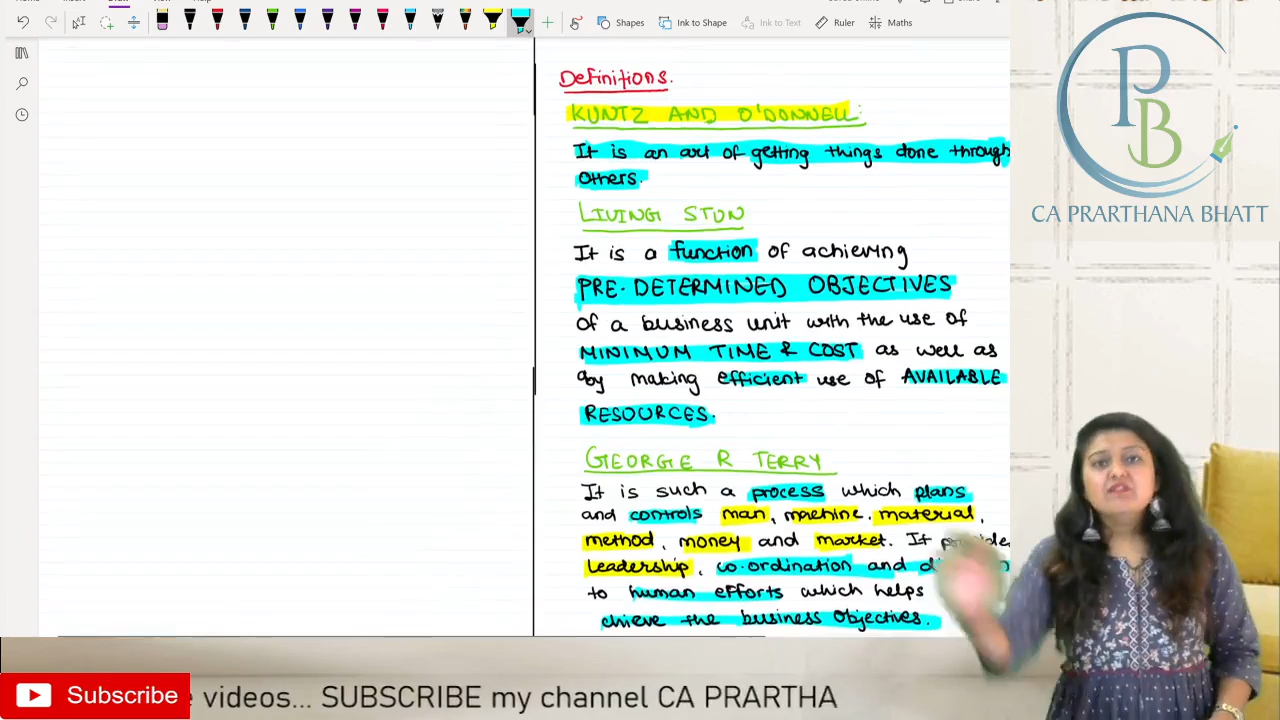 Shapes
Ink to Shape
Ink to Text
Ruler
Maths
Definitions.
KUNTZ AND O'DONNELL:
It is an art of getting things done through
others.
LIVING STON
It is a function of achieving
PRE-DETERMINED OBJECTIVES
of a business unit with the use of
MINIMUM TIME & COST as well as
by making efficient use of AVAILABLE
RESOURCES.
GEORGE R TERRY
It is such a process which plans
and controls man, machine, material,
method, money and market. It
leadership, co-ordination and
to human efforts which helps
chieve the business objectives.
PB
CA PRARTHANA BHATT
Subscribe
videos... SUBSCRIBE my channel CA PRARTHA